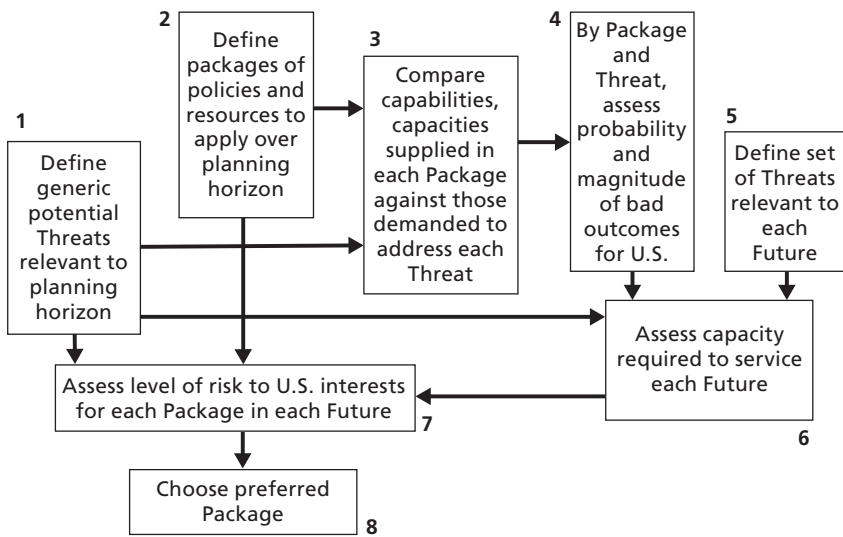 1
Define
generic
potential
Threats
relevant to
planning
horizon
2
Define
packages of
policies and
resources to
apply over
planning
horizon
3
Compare
capabilities,
capacities
supplied in
each Package
against those
demanded to
address each
Threat
4
By Package
and
Threat,
assess
probability
and
magnitude
of bad
outcomes
for U.S.
5
Define set
of Threats
relevant to
each
Future
Assess capacity
required to service
each Future
6
Assess level of risk to U.S. interests
for each Package in each Future
7
Choose preferred
Package
8